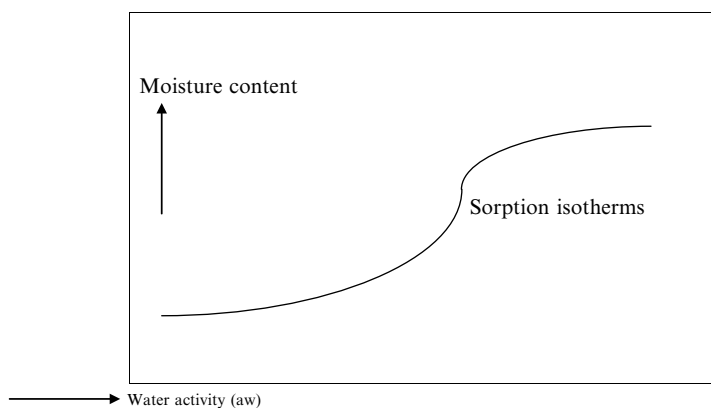 Moisture content
Sorption isotherms
Water activity (aw)